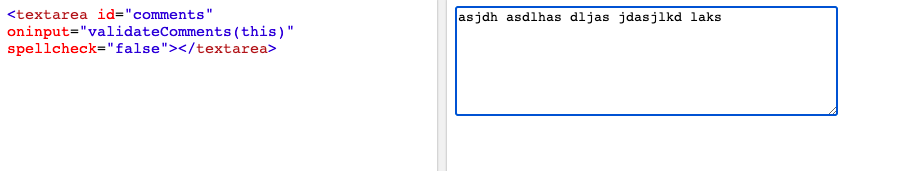 <textarea id="comments"
oninput="validateComments(this)"
spellcheck="false"></textarea>
asjdh asdlhas dljas jdasjlkd laks